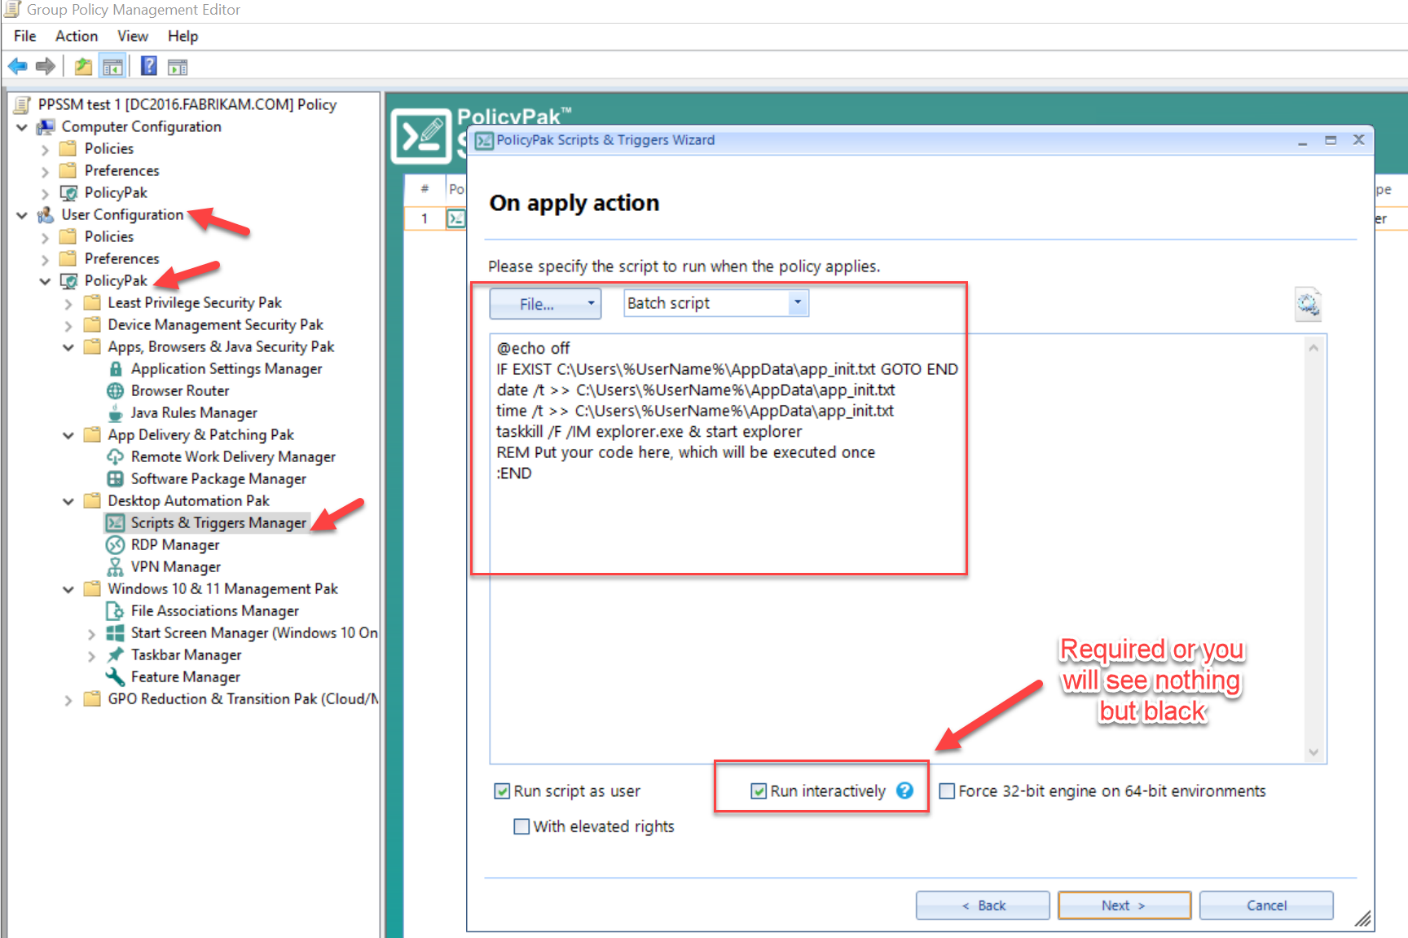 Group Policy Management Editor
File Action View Help
PPSSM test 1 [DC2016.FABRIKAM.COM] Policy
Computer Configuration
Policies
Preferences
PolicyPak
User Configuration
Policies
Preferences
PolicyPak
Least Privilege Security Pak
Device Management Security Pak
Apps, Browsers & Java Security Pak
Application Settings Manager
Browser Router
Java Rules Manager
App Delivery & Patching Pak
Remote Work Delivery Manager
Software Package Manager
Desktop Automation Pak
Scripts & Triggers Manager
RDP Manager
VPN Manager
Windows 10 & 11 Management Pak
File Associations Manager
Start Screen Manager (Windows 10 On
Taskbar Manager
Feature Manager
GPO Reduction & Transition Pak (Cloud/M
PolicyPak™
# Po
1
pe
er
PolicyPak Scripts & Triggers Wizard
On apply action
Please specify the script to run when the policy applies.
File... Batch script
@echo off
IF EXIST C:\Users\%UserName%\AppData\app_init.txt GOTO END
date /t >> C:\Users\%UserName%\AppData\app_init.txt
time /t >> C:\Users\%UserName%\AppData\app_init.txt
taskkill /F /IM explorer.exe & start explorer
REM Put your code here, which will be executed once
:END
Required or you
will see nothing
but black
Run script as user Run interactively ? Force 32-bit engine on 64-bit environments
With elevated rights
< Back Next > Cancel